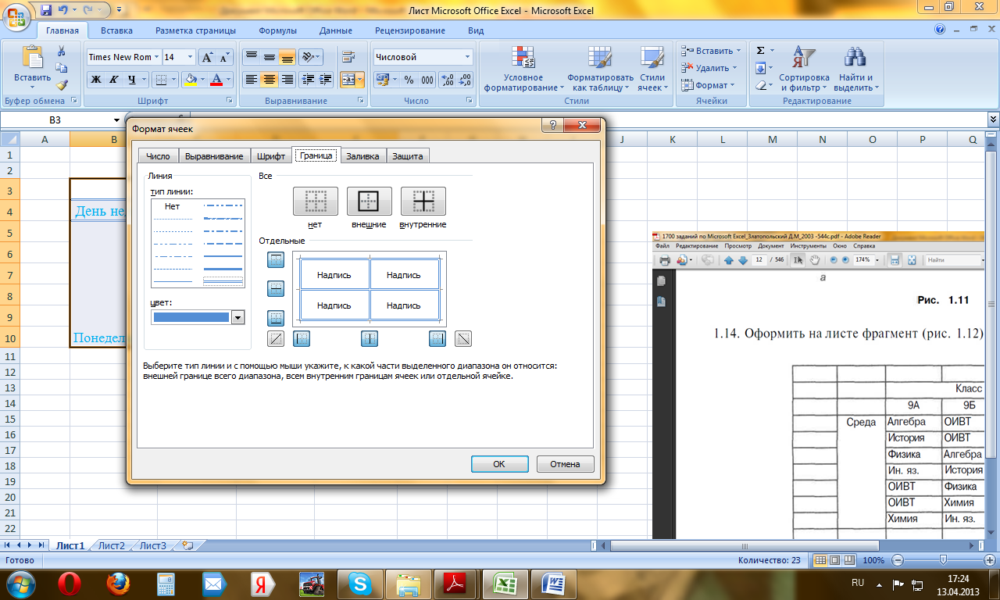 Лист Microsoft Office Excel - Microsoft Excel
Главная Вставка Разметка страницы Формулы Данные Рецензирование Вид
Вставить
Times New Rom 14
Ж К Ч
Числовой
% 000
Условное форматирование
Форматировать как таблицу
Стили ячеек
Вставить
Удалить
Формат
Сортировка и фильтр
Найти и выделить
Буфер обмена Шрифт Выравнивание Число Стили Ячейки Редактирование
B3
A B J K L M N O P Q
1
2
3
4
5
6
7
8
9
10
11
12
13
14
15
16
17
18
19
20
21
22
День нед
Понедел
Формат ячеек
Число Выравнивание Шрифт Граница Заливка Защита
Линия
тип линии:
Нет
цвет:
Все
нет внешние внутренние
Отдельные
Надпись Надпись
Надпись Надпись
Выберите тип линии и с помощью мыши укажите, к какой части выделенного диапазона он относится:
внешней границе всего диапазона, всем внутренним границам ячеек или отдельной ячейке.
ОК Отмена
1700 заданий по Microsoft Excel_Златопольский Д.М_2003 -544с.pdf - Adobe Reader
Файл Редактирование Просмотр Документ Инструменты Окно Справка
12 / 546 174% Найти
а
Рис. 1.11
1.14. Оформить на листе фрагмент (рис. 1.12)
Класс
9А 9Б
Среда Алгебра ОИВТ
История ОИВТ
Физика Алгебра
Ин. яз. История
ОИВТ Физика
ОИВТ Химия
Химия Ин. яз.
Лист1 Лист2 Лист3
Готово Количество: 23 100%
RU 17:24
13.04.2013